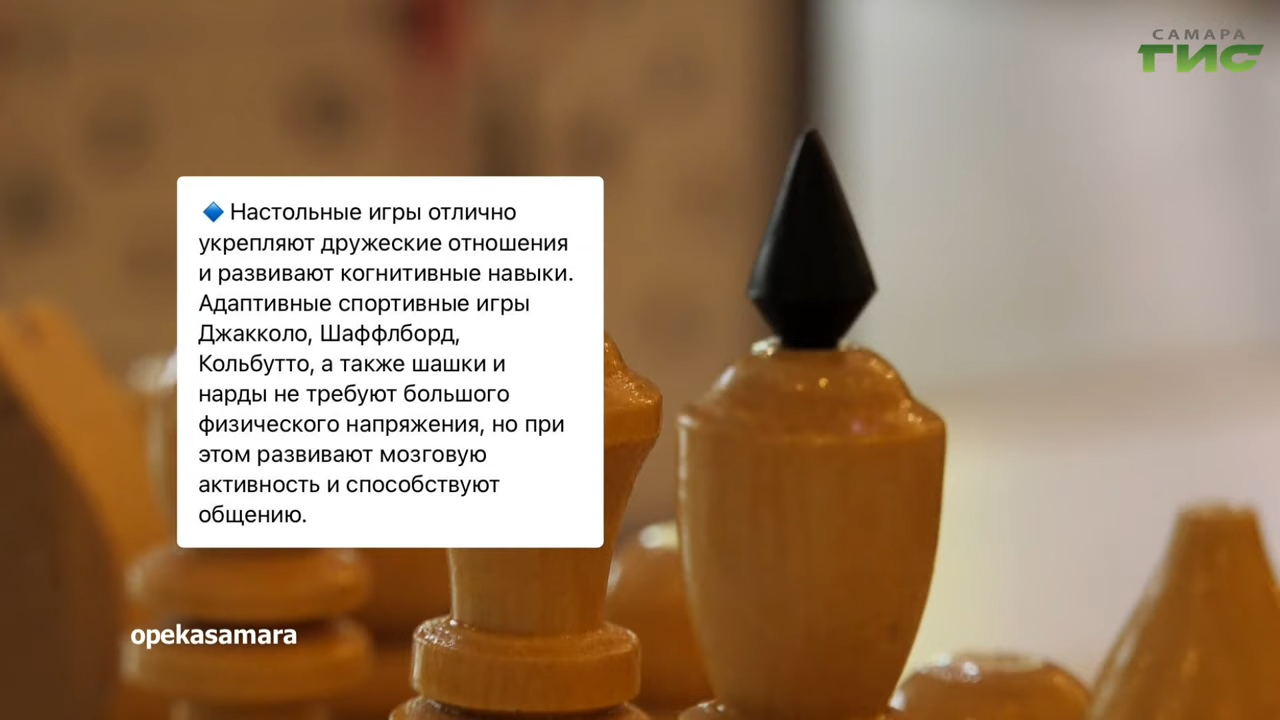 САМАРА
ГИС
🔹 Настольные игры отлично
укрепляют дружеские отношения
и развивают когнитивные навыки.
Адаптивные спортивные игры
Джакколо, Шаффлборд,
Кольбутто, а также шашки и
нарды не требуют большого
физического напряжения, но при
этом развивают мозговую
активность и способствуют
общению.
opekasamara